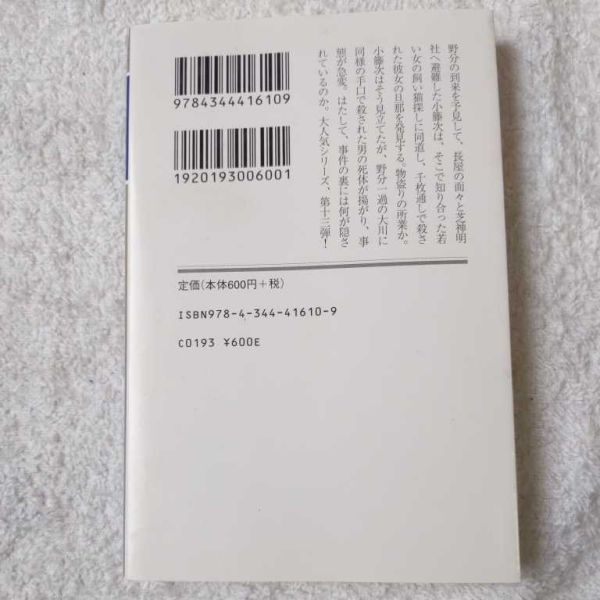 9784344416109
1920193006001
野分の到来を予見して、長屋の面々と芝神明
社へ避難した小藤次は、そこで知り合った若
い女の飼い猫探しに同道し、千枚通しで殺さ
れた彼女の旦那を発見する。物盗りの所業か。
小藤次はそう見立てたが、野分一過の大川に
同様の手口で殺された男の死体が揚がり、事
態が急変。はたして、事件の裏には何が隠さ
れているのか。大人気シリーズ、第十三弾!
定価(本体600円+税)
ISBN978-4-344-41610-9
C0193 ¥600E